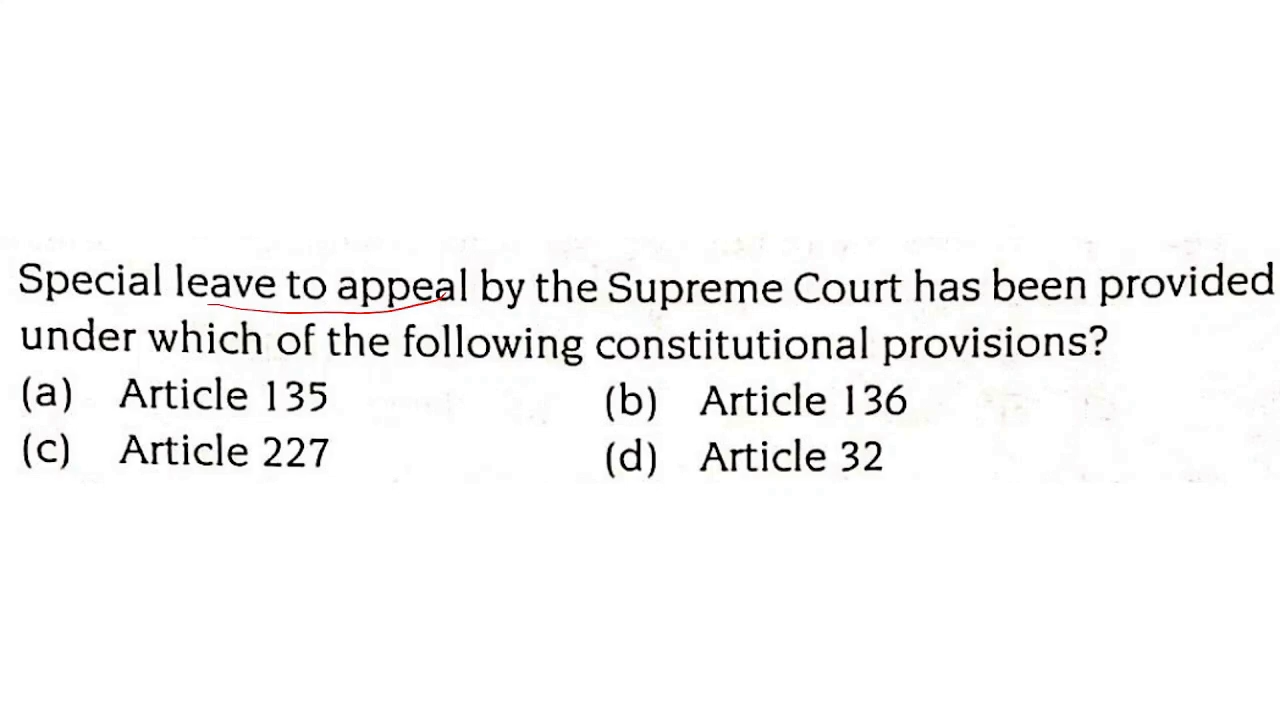 Special leave to appeal by the Supreme Court has been provided
under which of the following constitutional provisions?
(a) Article 135 (b) Article 136
(c) Article 227 (d) Article 32